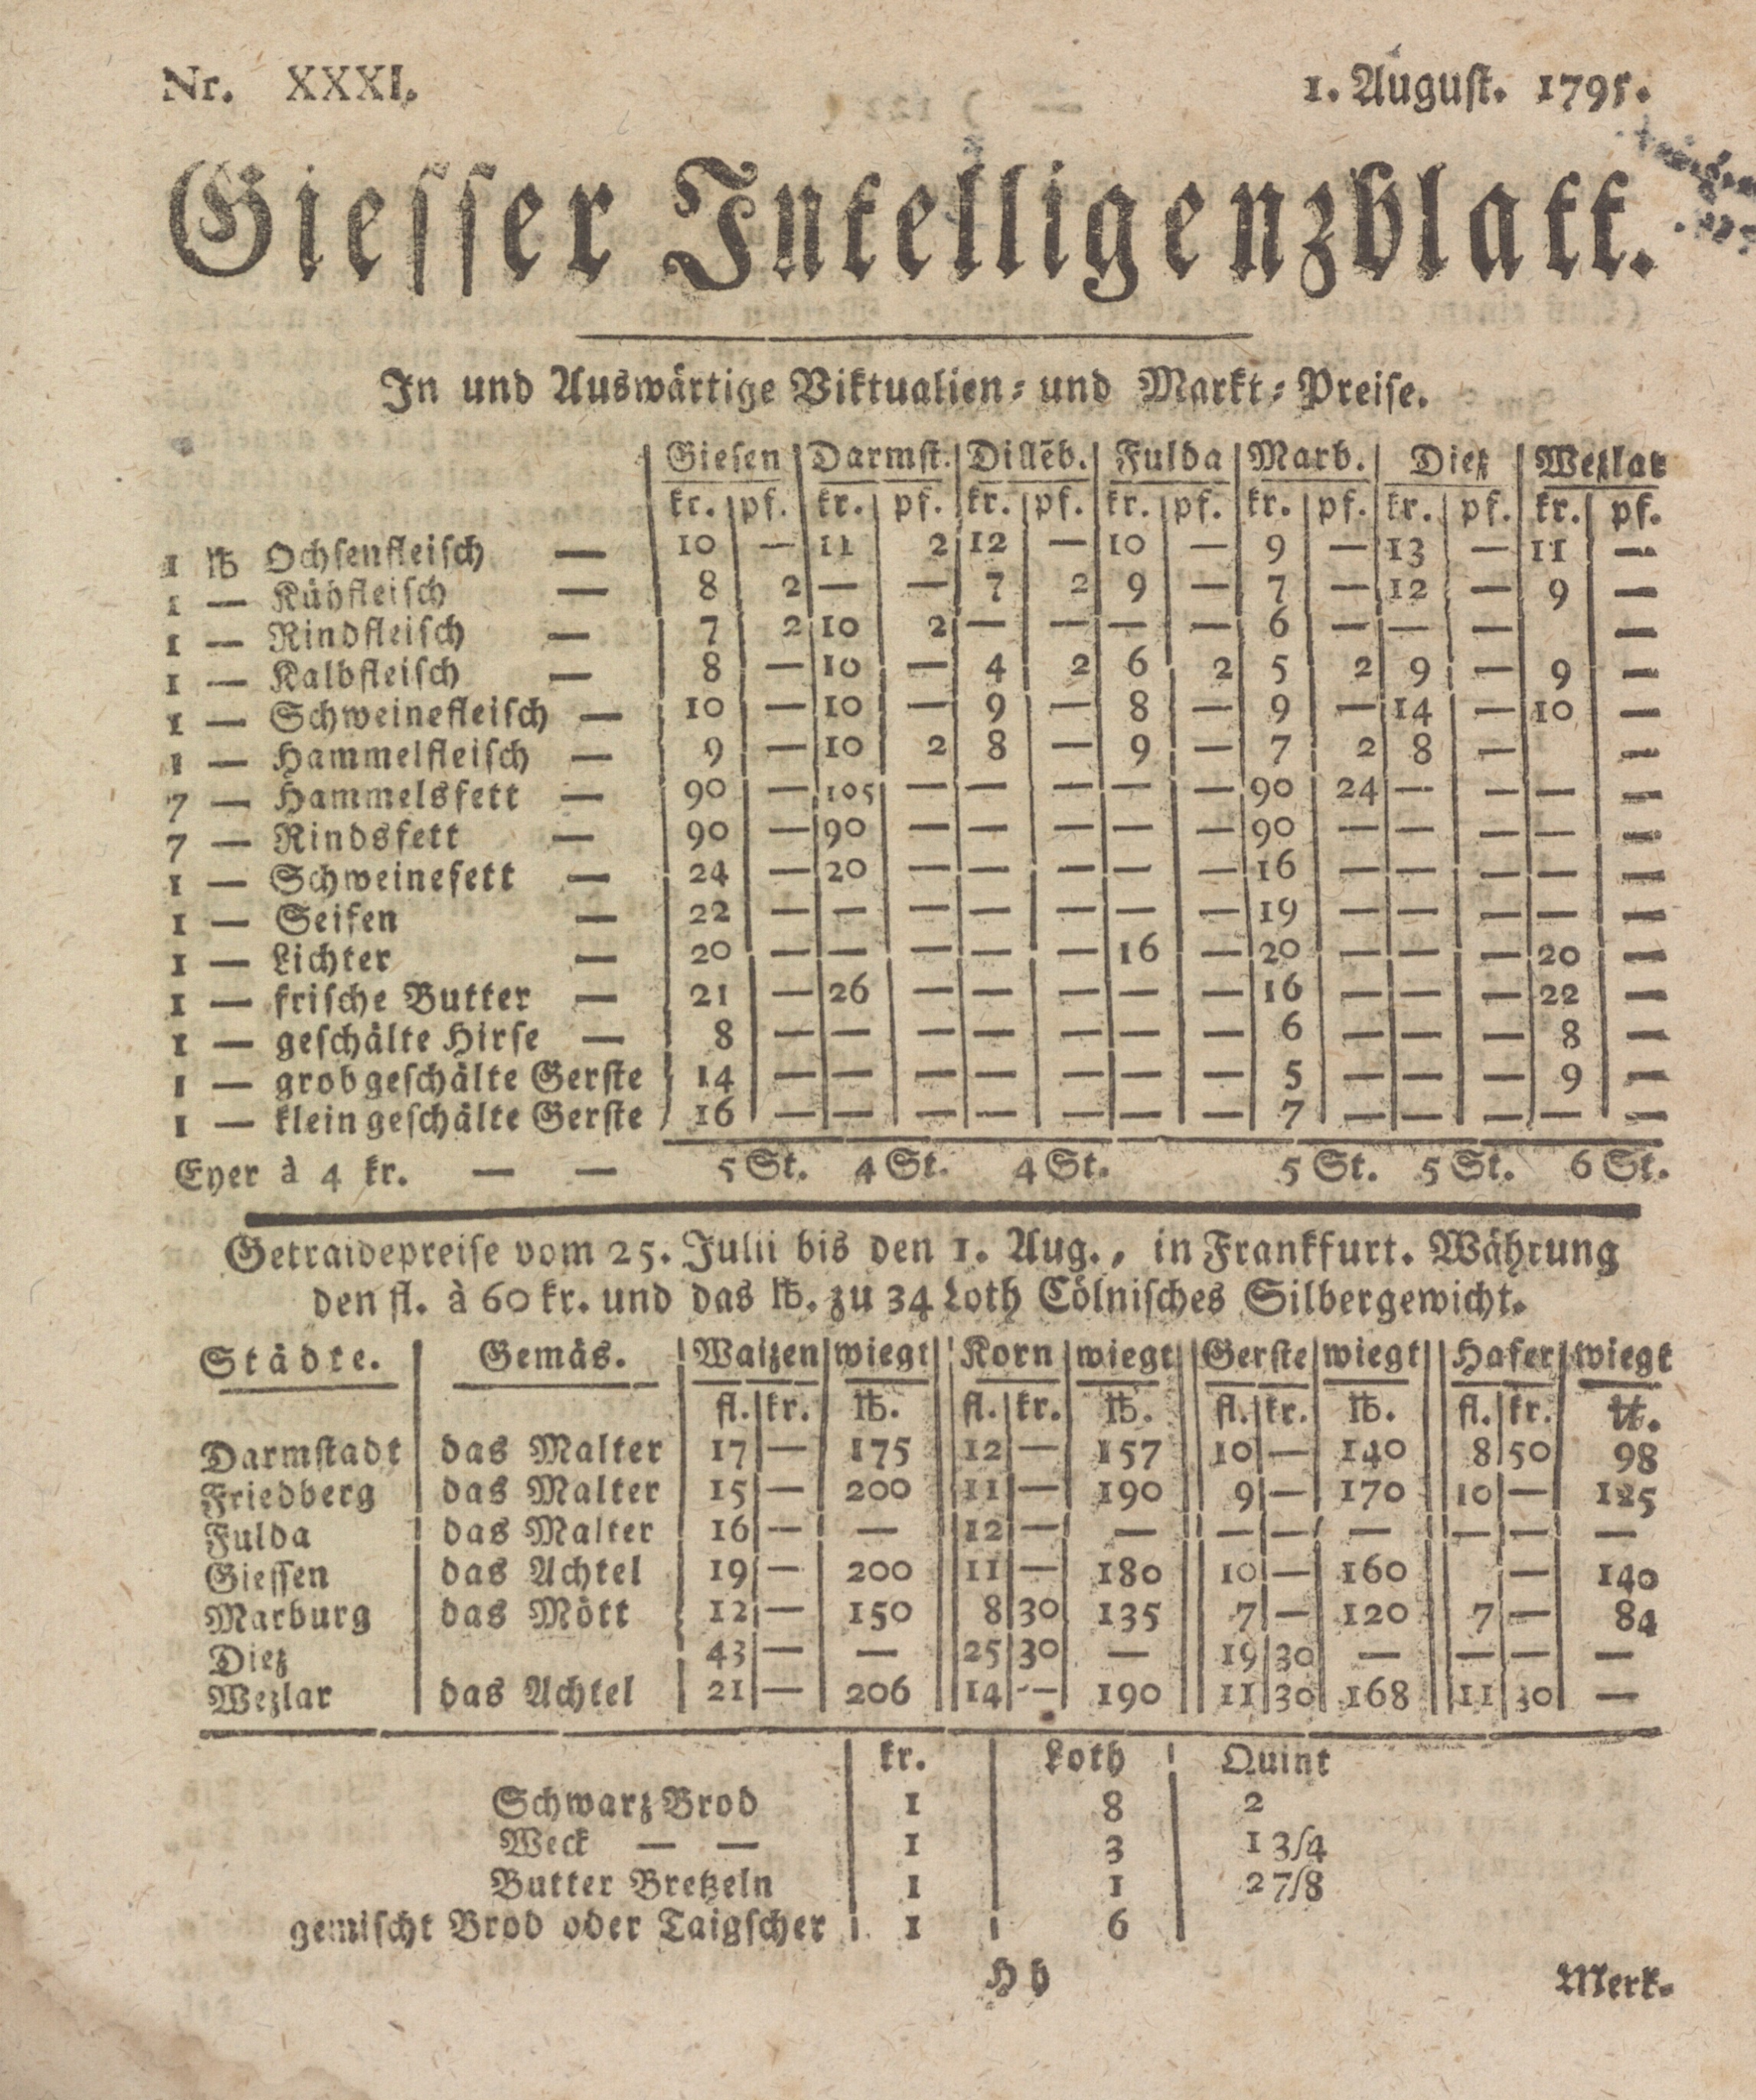 Nr. XXXI. 1. Auguſt. 1795.
Gieſſer Intelligenzblatt.
In und Auswärtige Viktualien- und Markt-Preiſe.
Gieſen | Darmſt. | Dillēb. | Fulda | Marb. | Dietz | Wetzlar
kr. | pf. | kr. | pf. | kr. | pf. | kr. | pf. | kr. | pf. | kr. | pf. | kr. | pf.
1 ℔ Ochſenfleiſch — 10 | — | 11 | 2 | 12 | — | 10 | — | 9 | — | 13 | — | 11 | —
1 — Kühfleiſch — 8 | 2 | — | — | 7 | 2 | 9 | — | 7 | — | 12 | — | 9 | —
1 — Rindfleiſch — 7 | 2 | 10 | 2 | — | — | — | — | 6 | — | — | — | | —
1 — Kalbfleiſch — 8 | — | 10 | — | 4 | 2 | 6 | 2 | 5 | 2 | 9 | — | 9 | —
1 — Schweinefleiſch — 10 | — | 10 | — | 9 | — | 8 | — | 9 | — | 14 | — | 10 | —
1 — Hammelfleiſch — 9 | — | 10 | 2 | 8 | — | 9 | — | 7 | 2 | 8 | — | | —
7 — Hammelsfett — 90 | — | 105 | — | — | — | — | — | 90 | 24 | — | — | — | —
7 — Rindsfett — 90 | — | 90 | — | — | — | — | — | 90 | — | — | — | — | —
1 — Schweinefett — 24 | — | 20 | — | — | — | — | — | 16 | — | — | — | — | —
1 — Seifen — 22 | — | — | — | — | — | — | — | 19 | — | — | — | — | —
1 — Lichter — 20 | — | — | — | — | — | 16 | — | 20 | — | — | — | 20 | —
1 — friſche Butter — 21 | — | 26 | — | — | — | — | — | 16 | — | — | — | 22 | —
1 — geſchälte Hirſe — 8 | — | — | — | — | — | — | — | 6 | — | — | — | 8 | —
1 — grob geſchälte Gerſte 14 | — | — | — | — | — | — | — | 5 | — | — | — | 9 | —
1 — klein geſchälte Gerſte 16 | — | — | — | — | — | — | — | 7 | — | — | — | — | —
Eyer à 4 kr. — — 5 St. 4 St. 4 St. 5 St. 5 St. 6 St.
Getraidepreiſe vom 25. Julii bis den 1. Aug., in Frankfurt. Währung
den fl. à 60 kr. und das ℔. zu 34 Loth Cölniſches Silbergewicht.
Städte. | Gemäs. | Waitzen | wiegt | Korn | wiegt | Gerſte | wiegt | Hafer | wiegt
fl. | kr. | ℔. | fl. | kr. | ℔. | fl. | kr. | ℔. | fl. | kr. | ℔.
Darmſtadt | das Malter | 17 | — | 175 | 12 | — | 157 | 10 | — | 140 | 8 | 50 | 98
Friedberg | das Malter | 15 | — | 200 | 11 | — | 190 | 9 | — | 170 | 10 | — | 125
Fulda | das Malter | 16 | — | — | 12 | — | — | — | — | — | — | — | —
Gieſſen | das Achtel | 19 | — | 200 | 11 | — | 180 | 10 | — | 160 | | — | 140
Marburg | das Mött | 12 | — | 150 | 8 | 30 | 135 | 7 | — | 120 | 7 | — | 84
Dietz | | 43 | — | — | 25 | 30 | — | 19 | 30 | — | — | — | —
Wezlar | das Achtel | 21 | — | 206 | 14 | — | 190 | 11 | 30 | 168 | 11 | 30 | —
kr. | Loth | Quint
Schwarz Brod | 1 | 8 | 2
Weck — — | 1 | 3 | 1 3/4
Butter Bretzeln | 1 | 1 | 2 7/8
gemiſcht Brod oder Taigſcher | 1 | 6 |
H h Merk-